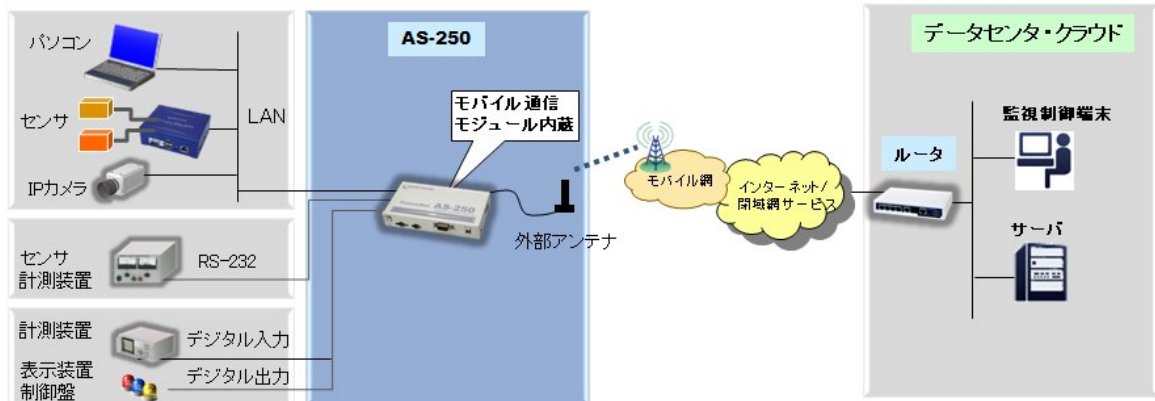 パソコン
センサ
IPカメラ
LAN
センサ
計測装置
RS-232
計測装置
デジタル入力
表示装置
制御盤
デジタル出力
AS-250
モバイル通信
モジュール内蔵
AS-250
外部アンテナ
モバイル網
インターネット/
閉域網サービス
データセンタ・クラウド
ルータ
監視制御端末
サーバ